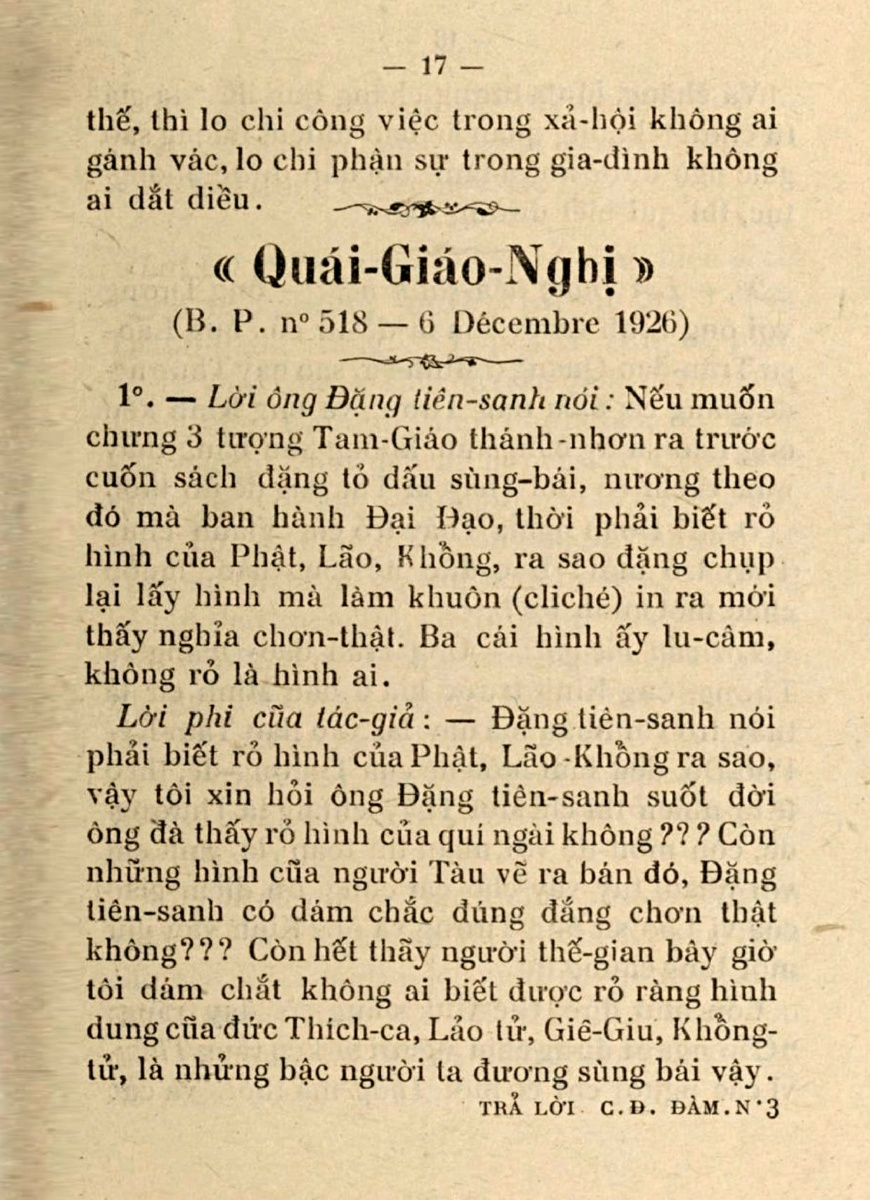 — 17 —
thế, thì lo chi công việc trong xả-hội không ai
gánh vác, lo chi phận sự trong gia-đình không
ai dắt diều.
« Quái-Giáo-Nghị »
(B. P. nº 518 — 6 Décembre 1926)
1º. — Lời ông Đặng tiên-sanh nói : Nếu muốn
chưng 3 tượng Tam-Giáo thánh-nhơn ra trước
cuốn sách đặng tỏ dấu sùng-bái, nương theo
đó mà ban hành Đại Đạo, thời phải biết rỏ
hình của Phật, Lão, Khổng, ra sao đặng chụp
lại lấy hình mà làm khuôn (cliché) in ra mới
thấy nghỉa chơn-thật. Ba cái hình ấy lu-câm,
không rỏ là hình ai.
Lời phi cũa tác-giả : — Đặng tiên-sanh nói
phải biết rỏ hình của Phật, Lão-Khổng ra sao,
vậy tôi xin hỏi ông Đặng tiên-sanh suốt đời
ông đà thấy rỏ hình của quí ngài không ??? Còn
những hình cũa người Tàu vẽ ra bán đó, Đặng
tiên-sanh có dám chắc đúng đắng chơn thật
không??? Còn hết thãy người thế-gian bây giờ
tôi dám chắt không ai biết được rỏ ràng hình
dung cũa đức Thích-ca, Lảo tử, Giê-Giu, Khổng-
tử, là nhửng bậc người ta đương sùng bái vậy.
TRẢ LỜI C.Đ. ĐÀM.N°3